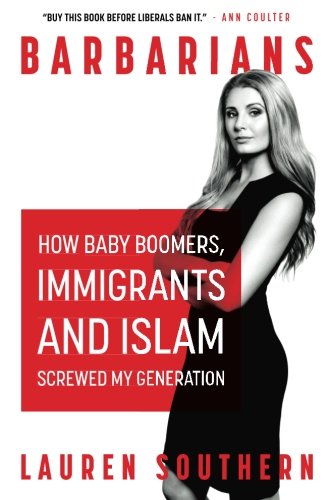 "BUY THIS BOOK BEFORE LIBERALS BAN IT." - ANN COULTER
BARBARIANS
HOW BABY BOOMERS,
IMMIGRANTS
AND ISLAM
SCREWED MY GENERATION
LAUREN SOUTHERN